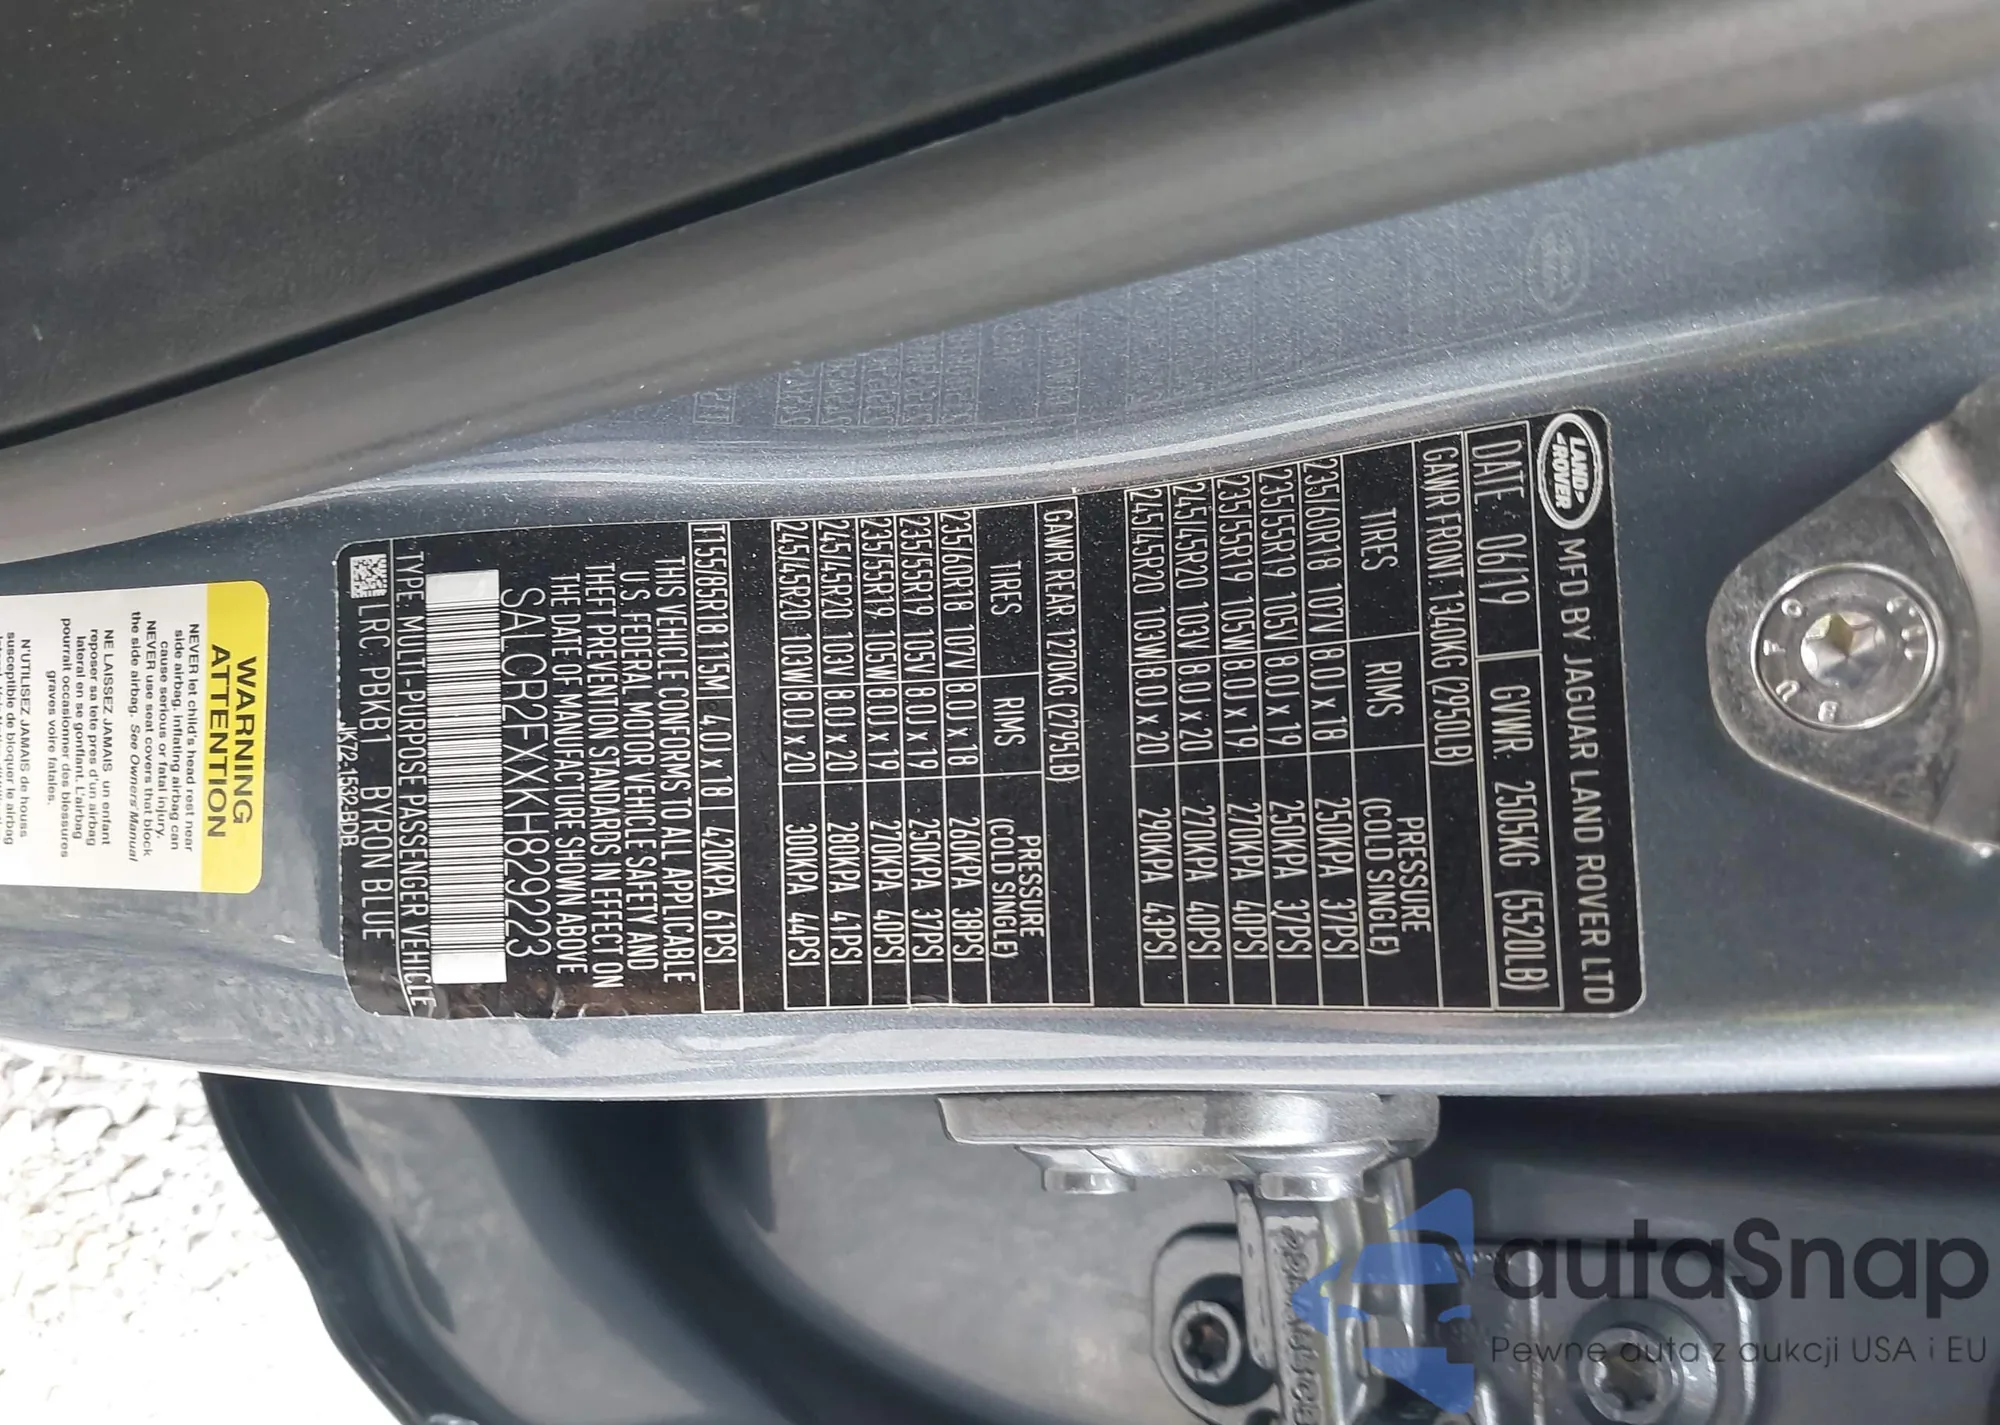 LAND-
-ROVER
MFD BY JAGUAR LAND ROVER LTD
DATE 06/19 GVWR: 2505KG (5520LB)
GAWR FRONT: 1340KG (2950LB)
TIRES RIMS PRESSURE
(COLD SINGLE)
235/60R18 107V 8.0J x 18 250KPA 37PSI
235/55R19 105V 8.0J x 19 250KPA 37PSI
235/55R19 105W 8.0J x 19 270KPA 40PSI
245/45R20 103V 8.0J x 20 270KPA 40PSI
245/45R20 103W 8.0J x 20 290KPA 43PSI
GAWR REAR: 1270KG (2795LB)
TIRES RIMS PRESSURE
(COLD SINGLE)
235/60R18 107V 8.0J x 18 260KPA 38PSI
235/55R19 105V 8.0J x 19 250KPA 37PSI
235/55R19 105W 8.0J x 19 270KPA 40PSI
245/45R20 103V 8.0J x 20 280KPA 41PSI
245/45R20 103W 8.0J x 20 300KPA 44PSI
T155/85R18 115M 4.0J x 18 420KPA 61PSI
THIS VEHICLE CONFORMS TO ALL APPLICABLE
U.S. FEDERAL MOTOR VEHICLE SAFETY AND
THEFT PREVENTION STANDARDS IN EFFECT ON
THE DATE OF MANUFACTURE SHOWN ABOVE
SALCR2FXXKH829223
TYPE: MULTI-PURPOSE PASSENGER VEHICLE
LRC PBKB1 BYRON BLUE
JK72-1532-BDB
WARNING
ATTENTION
NEVER let child's head rest near
side airbag. inflating airbag can
cause serious or fatal injury.
NEVER use seat covers that block
the side airbag. See Owners Manual
NE LAISSEZ JAMAIS un enfant
reposer sa tete pres d'un airbag
lateral en se gonflant. L'airbag
pourrait occasionner des blessures
graves voire fatales.
N'UTILISEZ JAMAIS de housse
susceptible de bloquer le airbag
autaSnap
Pewne auta z aukcji USA i EU